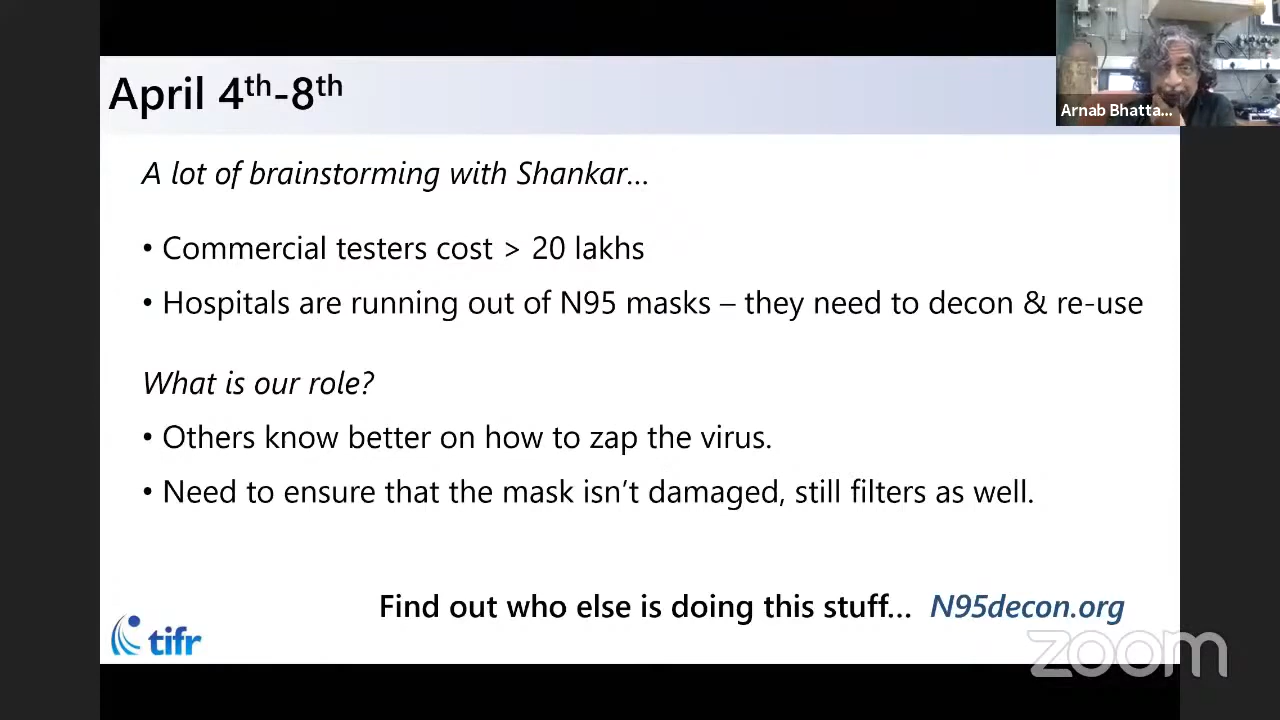 April 4th-8th
Arnab Bhatta...
A lot of brainstorming with Shankar...
• Commercial testers cost > 20 lakhs
• Hospitals are running out of N95 masks – they need to decon & re-use
What is our role?
• Others know better on how to zap the virus.
• Need to ensure that the mask isn't damaged, still filters as well.
Find out who else is doing this stuff... N95decon.org
tifr
zoom